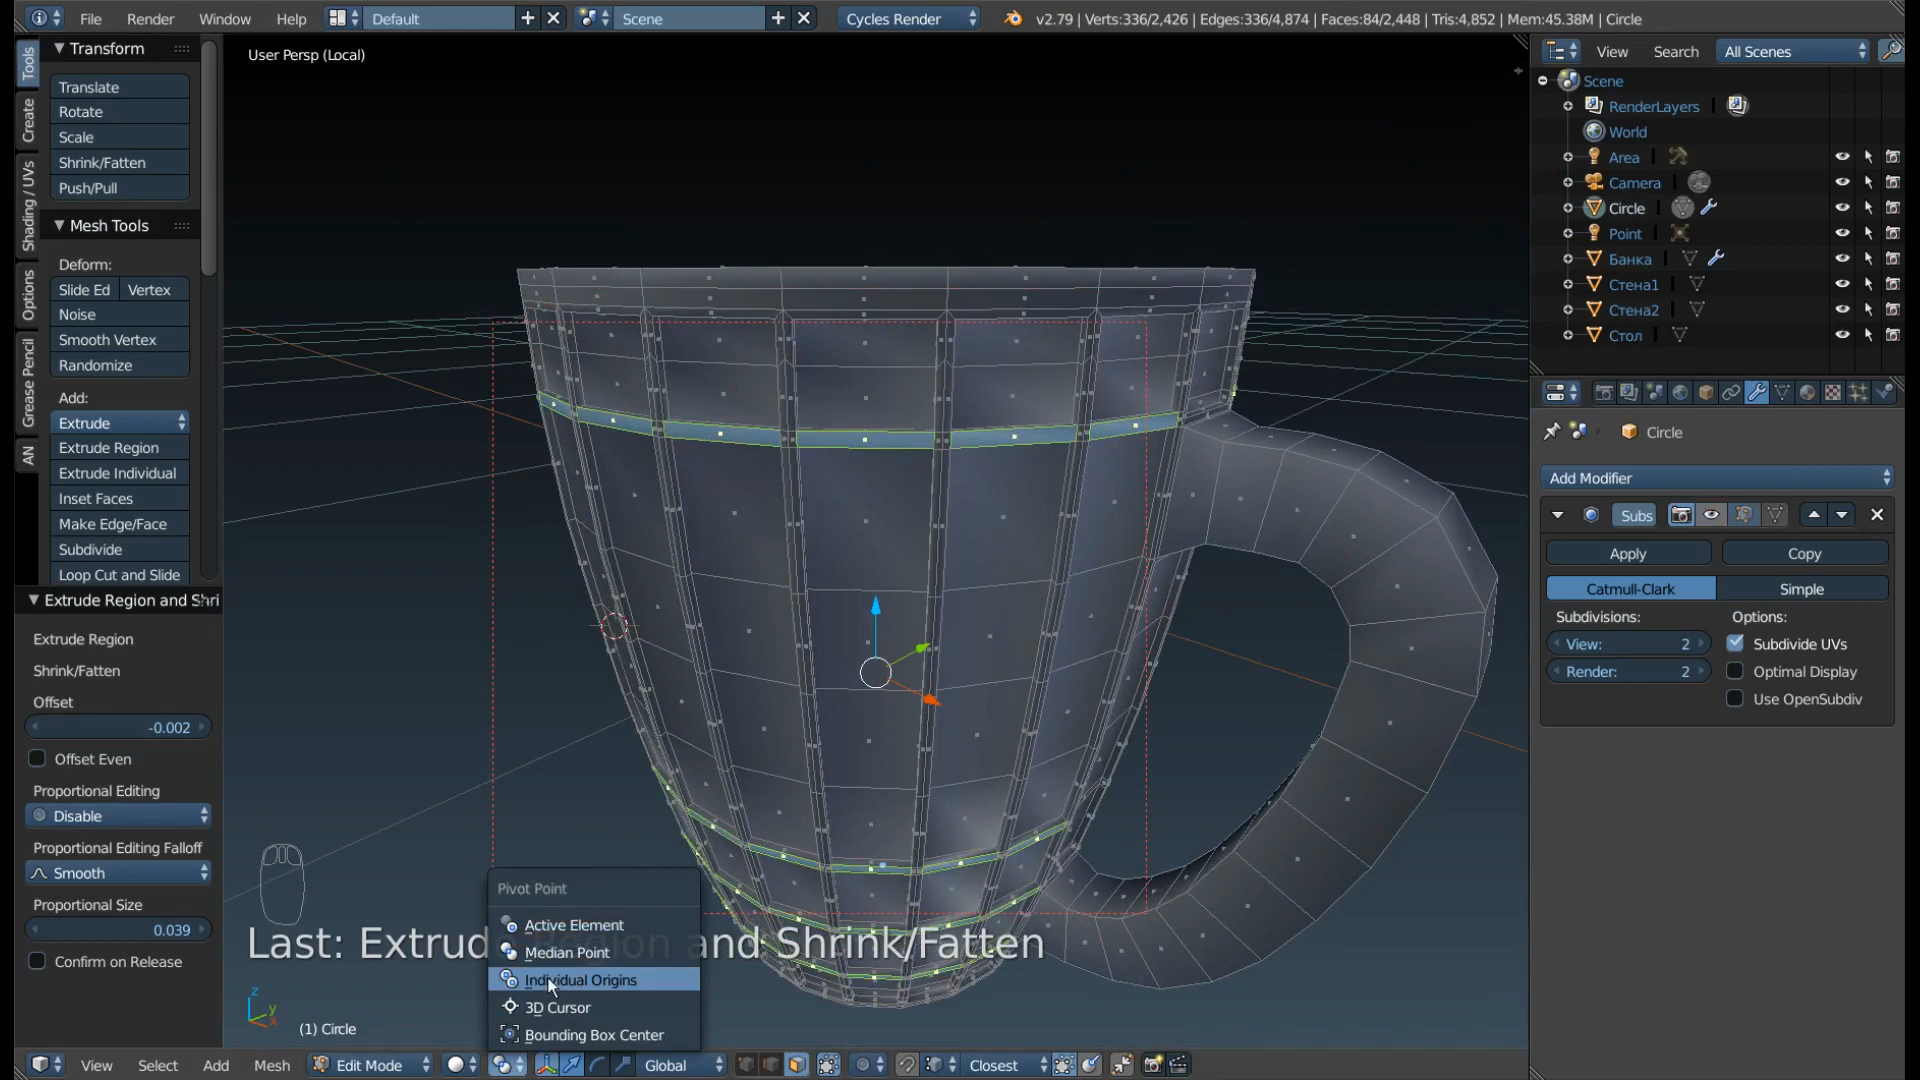 File Render Window Help Default Scene Cycles Render v2.79 | Verts:336/2,426 | Edges:336/4,874 | Faces:84/2,448 | Tris:4,852 | Mem:45.38M | Circle
Tools
Create
Shading / UVs
Options
Grease Pencil
AN
Transform
Translate
Rotate
Scale
Shrink/Fatten
Push/Pull
Mesh Tools
Deform:
Slide Ed Vertex
Noise
Smooth Vertex
Randomize
Add:
Extrude
Extrude Region
Extrude Individual
Inset Faces
Make Edge/Face
Subdivide
Loop Cut and Slide
Extrude Region and Shri
Extrude Region
Shrink/Fatten
Offset
-0.002
Offset Even
Proportional Editing
Disable
Proportional Editing Falloff
Smooth
Proportional Size
0.039
Confirm on Release
User Persp (Local)
Pivot Point
Active Element
Median Point
Individual Origins
3D Cursor
Bounding Box Center
Last: Extrude Region and Shrink/Fatten
z
y
(1) Circle
View Select Add Mesh Edit Mode Global Closest
View Search All Scenes
Scene
RenderLayers
World
Area
Camera
Circle
Point
Банка
Стена1
Стена2
Стол
Circle
Add Modifier
Subs
Apply Copy
Catmull-Clark Simple
Subdivisions: Options:
View: 2 Subdivide UVs
Render: 2 Optimal Display
Use OpenSubdiv